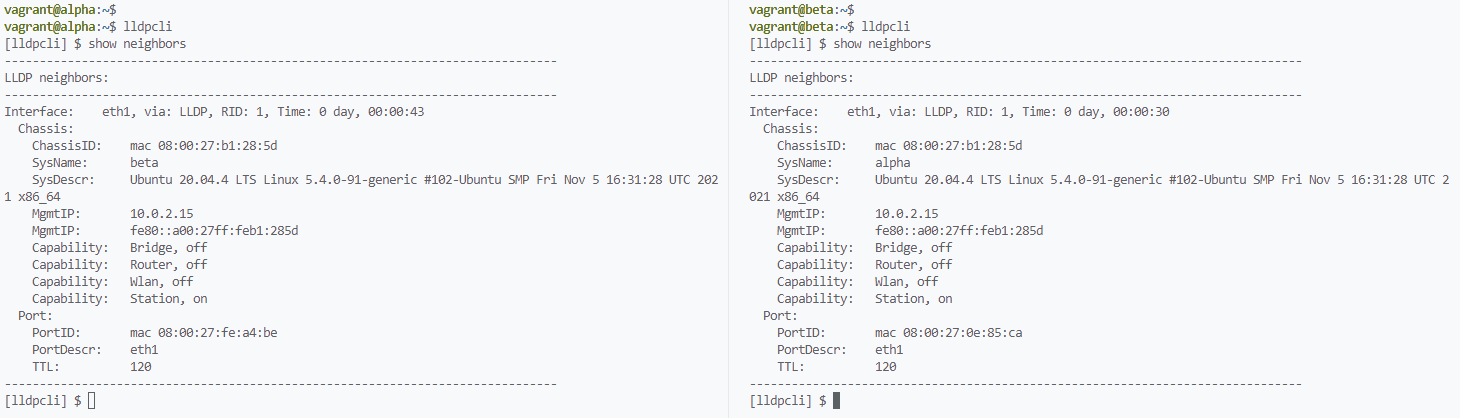 vagrant@alpha:~$
vagrant@alpha:~$ lldpcli
[lldpcli] $ show neighbors
-------------------------------------------------------------------------------
LLDP neighbors:
-------------------------------------------------------------------------------
Interface:    eth1, via: LLDP, RID: 1, Time: 0 day, 00:00:43
  Chassis:
    ChassisID:    mac 08:00:27:b1:28:5d
    SysName:      beta
    SysDescr:     Ubuntu 20.04.4 LTS Linux 5.4.0-91-generic #102-Ubuntu SMP Fri Nov 5 16:31:28 UTC 202
1 x86_64
    MgmtIP:       10.0.2.15
    MgmtIP:       fe80::a00:27ff:feb1:285d
    Capability:   Bridge, off
    Capability:   Router, off
    Capability:   Wlan, off
    Capability:   Station, on
  Port:
    PortID:       mac 08:00:27:fe:a4:be
    PortDescr:    eth1
    TTL:          120
-------------------------------------------------------------------------------
[lldpcli] $
vagrant@beta:~$
vagrant@beta:~$ lldpcli
[lldpcli] $ show neighbors
-------------------------------------------------------------------------------
LLDP neighbors:
-------------------------------------------------------------------------------
Interface:    eth1, via: LLDP, RID: 1, Time: 0 day, 00:00:30
  Chassis:
    ChassisID:    mac 08:00:27:b1:28:5d
    SysName:      alpha
    SysDescr:     Ubuntu 20.04.4 LTS Linux 5.4.0-91-generic #102-Ubuntu SMP Fri Nov 5 16:31:28 UTC 2
021 x86_64
    MgmtIP:       10.0.2.15
    MgmtIP:       fe80::a00:27ff:feb1:285d
    Capability:   Bridge, off
    Capability:   Router, off
    Capability:   Wlan, off
    Capability:   Station, on
  Port:
    PortID:       mac 08:00:27:0e:85:ca
    PortDescr:    eth1
    TTL:          120
-------------------------------------------------------------------------------
[lldpcli] $